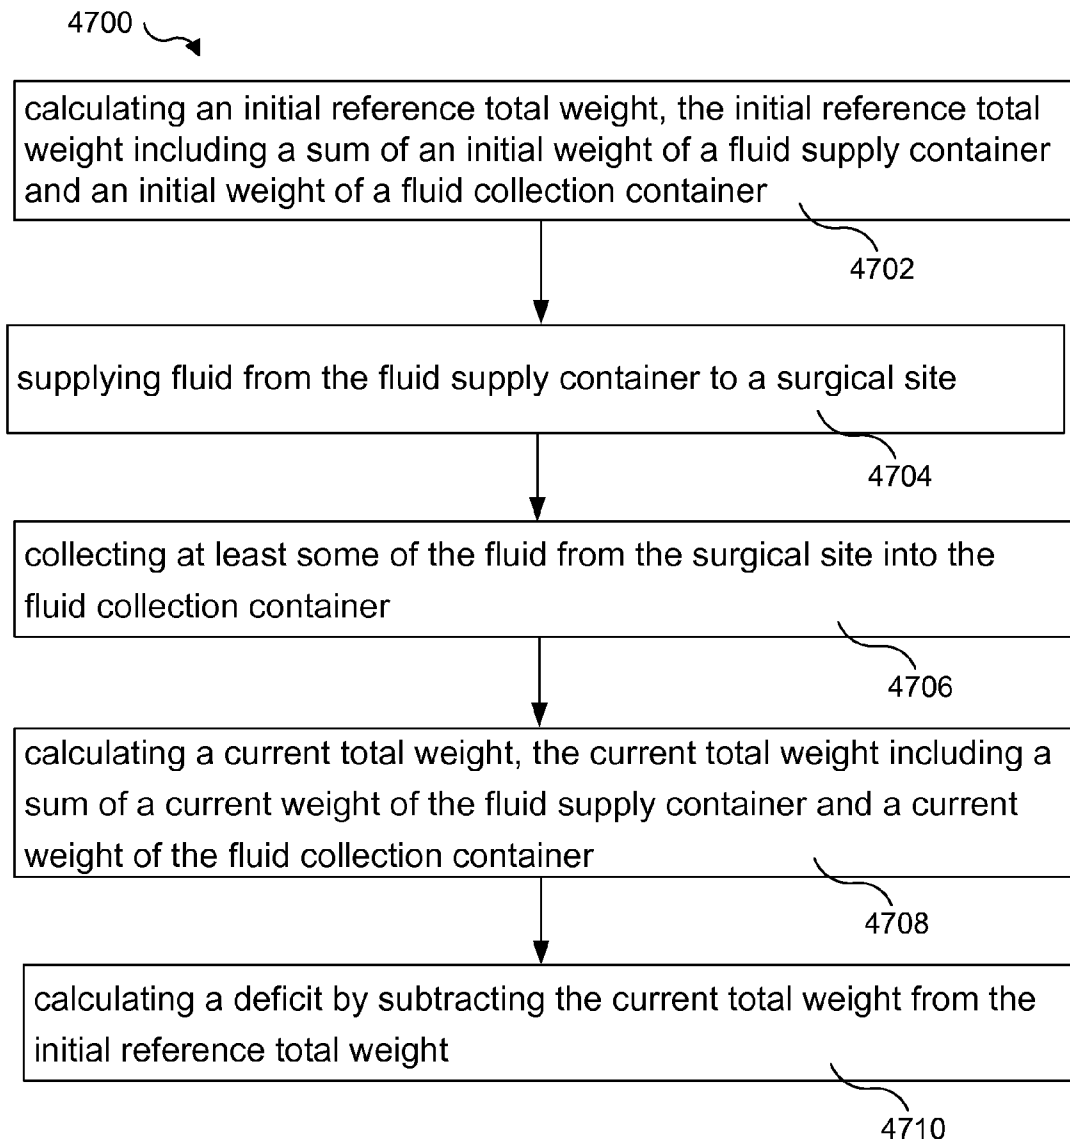 4700
calculating an initial reference total weight, the initial reference total
weight including a sum of an initial weight of a fluid supply container
and an initial weight of a fluid collection container
4702
supplying fluid from the fluid supply container to a surgical site
4704
collecting at least some of the fluid from the surgical site into the
fluid collection container
4706
calculating a current total weight, the current total weight including a
sum of a current weight of the fluid supply container and a current
weight of the fluid collection container
4708
calculating a deficit by subtracting the current total weight from the
initial reference total weight
4710